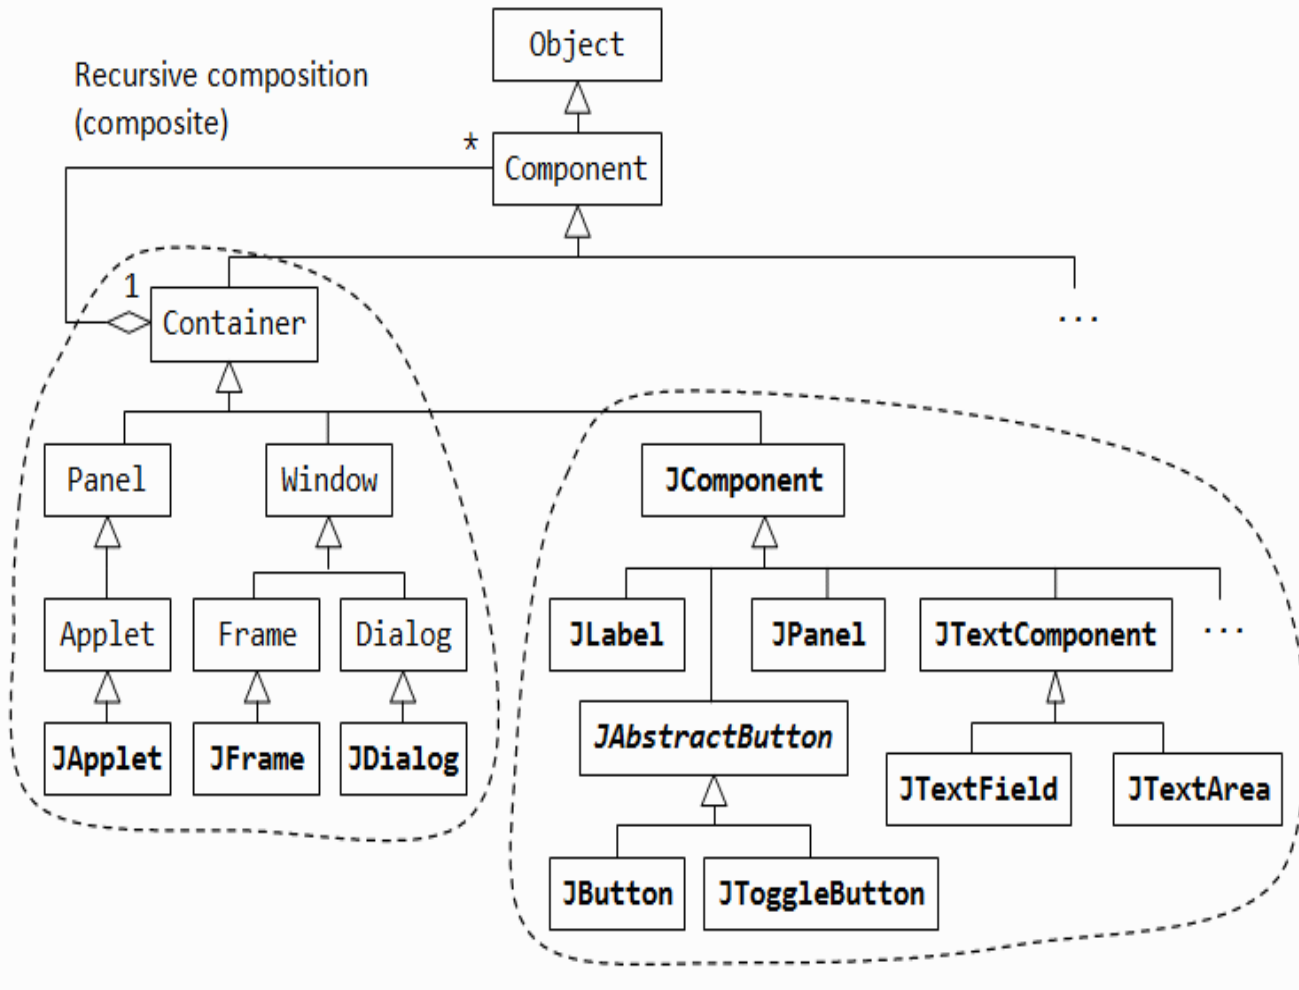 Object
Recursive composition
(composite)
*
Component
1
Container
...
Panel
Window
JComponent
Applet
Frame
Dialog
JLabel
JPanel
JTextComponent
...
JApplet
JFrame
JDialog
JAbstractButton
JTextField
JTextArea
JButton
JToggleButton